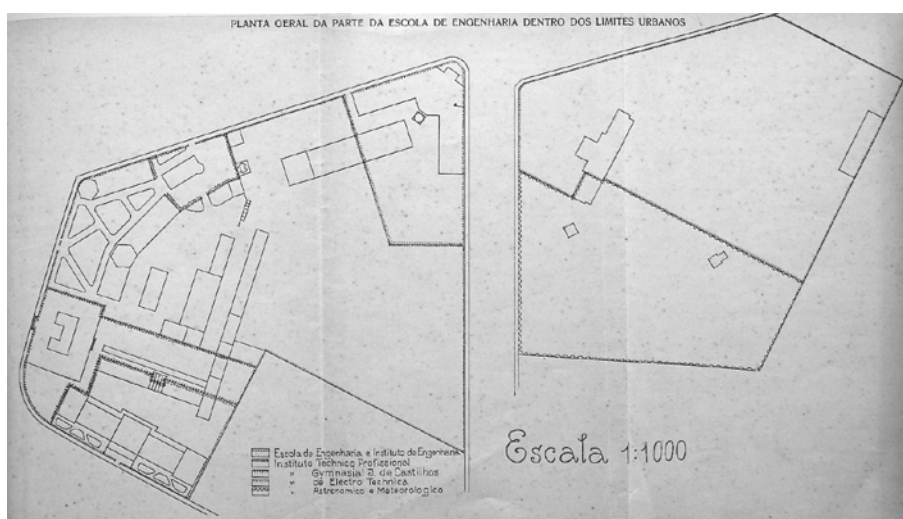 PLANTA GERAL DA PARTE DA ESCOLA DE ENGENHARIA DENTRO DOS LIMITES URBANOS
Escola de Engenharia e Instituto de Engenharia
Instituto Technico Profissional
" Gymnasial J. de Castilhos
" de Electro Technica
" Astronomico e Meteorologico
Escala 1:1000